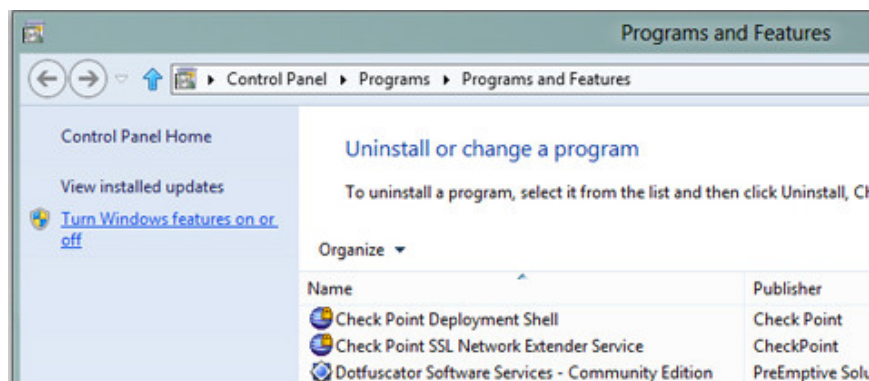 Programs and Features
Control Panel Programs Programs and Features
Control Panel Home
View installed updates
Turn Windows features on or
off
Uninstall or change a program
To uninstall a program, select it from the list and then click Uninstall,
Organize
Name Publisher
Check Point Deployment Shell Check Point
Check Point SSL Network Extender Service CheckPoint
Dotfuscator Software Services - Community Edition PreEmptive